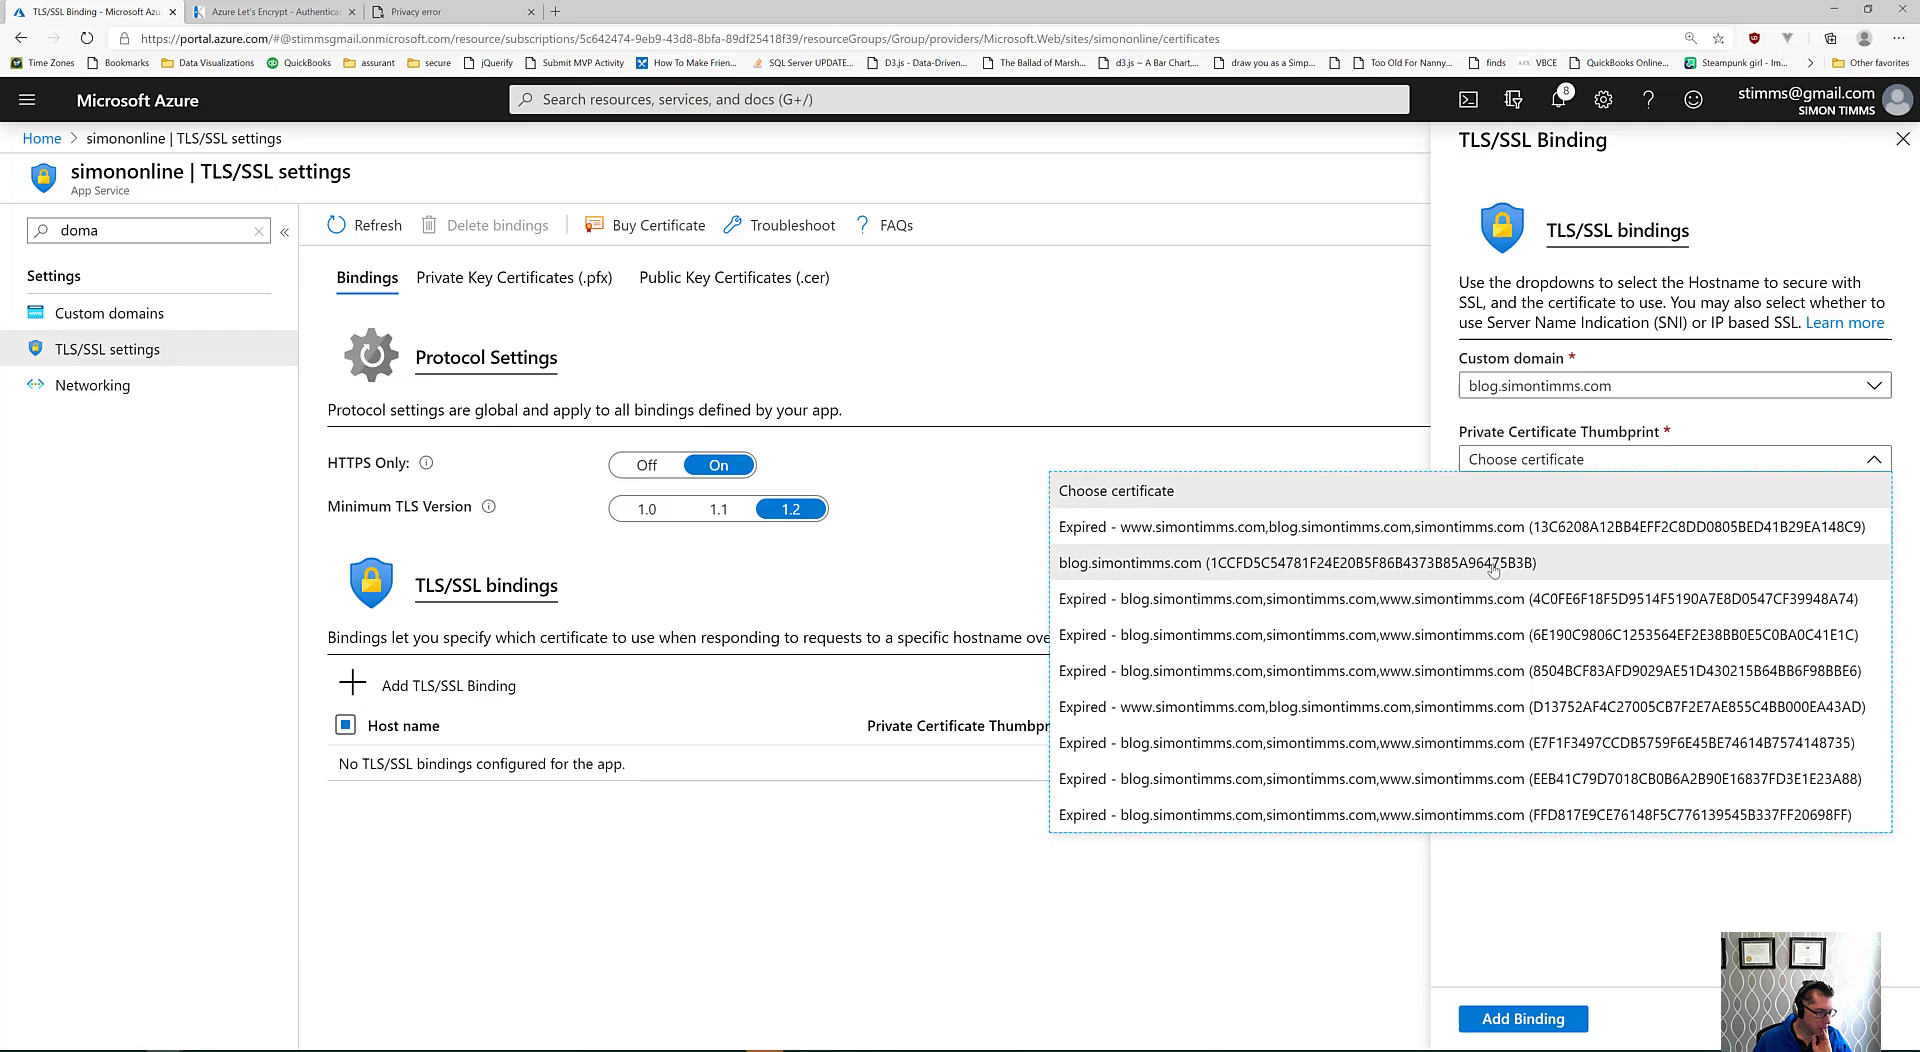 TLS/SSL Binding - Microsoft Azu
Azure Let's Encrypt - Authentica
Privacy error
https://portal.azure.com/#@stimmsgmail.onmicrosoft.com/resource/subscriptions/5c642474-9eb9-43d8-8bfa-89df25418f39/resourceGroups/Group/providers/Microsoft.Web/sites/simononline/certificates
Time Zones
Bookmarks
Data Visualizations
QuickBooks
assurant
secure
jQuerify
Submit MVP Activity
How To Make Frien...
SQL Server UPDATE...
D3.js - Data-Driven...
The Ballad of Marsh...
d3.js ~ A Bar Chart,...
draw you as a Simp...
Too Old For Nanny...
finds
VBCE
QuickBooks Online...
Steampunk girl - Im...
Other favorites
Microsoft Azure
Search resources, services, and docs (G+/)
8
stimms@gmail.com
SIMON TIMMS
Home > simononline | TLS/SSL settings
simononline | TLS/SSL settings
App Service
doma
Settings
Custom domains
TLS/SSL settings
Networking
Refresh
Delete bindings
Buy Certificate
Troubleshoot
FAQs
Bindings
Private Key Certificates (.pfx)
Public Key Certificates (.cer)
Protocol Settings
Protocol settings are global and apply to all bindings defined by your app.
HTTPS Only:
Off
On
Minimum TLS Version
1.0
1.1
1.2
TLS/SSL bindings
Bindings let you specify which certificate to use when responding to requests to a specific hostname ove
Add TLS/SSL Binding
Host name
Private Certificate Thumbpr
No TLS/SSL bindings configured for the app.
TLS/SSL Binding
TLS/SSL bindings
Use the dropdowns to select the Hostname to secure with
SSL, and the certificate to use. You may also select whether to
use Server Name Indication (SNI) or IP based SSL. Learn more
Custom domain *
blog.simontimms.com
Private Certificate Thumbprint *
Choose certificate
Choose certificate
Expired - www.simontimms.com,blog.simontimms.com,simontimms.com (13C6208A12BB4EFF2C8DD0805BED41B29EA148C9)
blog.simontimms.com (1CCFD5C54781F24E20B5F86B4373B85A96475B3B)
Expired - blog.simontimms.com,simontimms.com,www.simontimms.com (4C0FE6F18F5D9514F5190A7E8D0547CF39948A74)
Expired - blog.simontimms.com,simontimms.com,www.simontimms.com (6E190C9806C1253564EF2E38BB0E5C0BA0C41E1C)
Expired - blog.simontimms.com,simontimms.com,www.simontimms.com (8504BCF83AFD9029AE51D430215B64BB6F98BBE6)
Expired - www.simontimms.com,blog.simontimms.com,simontimms.com (D13752AF4C27005CB7F2E7AE855C4BB000EA43AD)
Expired - blog.simontimms.com,simontimms.com,www.simontimms.com (E7F1F3497CCDB5759F6E45BE74614B7574148735)
Expired - blog.simontimms.com,simontimms.com,www.simontimms.com (EEB41C79D7018CB0B6A2B90E16837FD3E1E23A88)
Expired - blog.simontimms.com,simontimms.com,www.simontimms.com (FFD817E9CE76148F5C776139545B337FF20698FF)
Add Binding